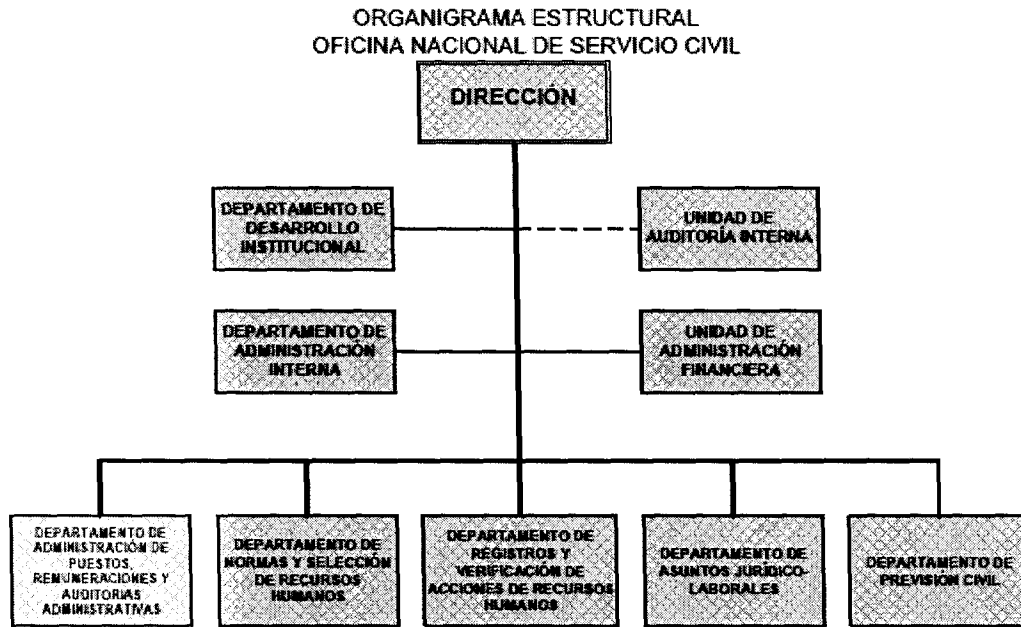 ORGANIGRAMA ESTRUCTURAL
OFICINA NACIONAL DE SERVICIO CIVIL
DIRECCIÓN
DEPARTAMENTO DE
DESARROLLO
INSTITUCIONAL
UNIDAD DE
AUDITORÍA INTERNA
DEPARTAMENTO DE
ADMINISTRACIÓN
INTERNA
UNIDAD DE
ADMINISTRACIÓN
FINANCIERA
DEPARTAMENTO DE
ADMINISTRACIÓN DE
PUESTOS,
REMUNERACIONES Y
AUDITORIAS
ADMINISTRATIVAS
DEPARTAMENTO DE
NORMAS Y SELECCIÓN
DE RECURSOS
HUMANOS
DEPARTAMENTO DE
REGISTROS Y
VERIFICACIÓN DE
ACCIONES DE RECURSOS
HUMANOS
DEPARTAMENTO DE
ASUNTOS JURÍDICO-
LABORALES
DEPARTAMENTO DE
PREVISION CIVIL